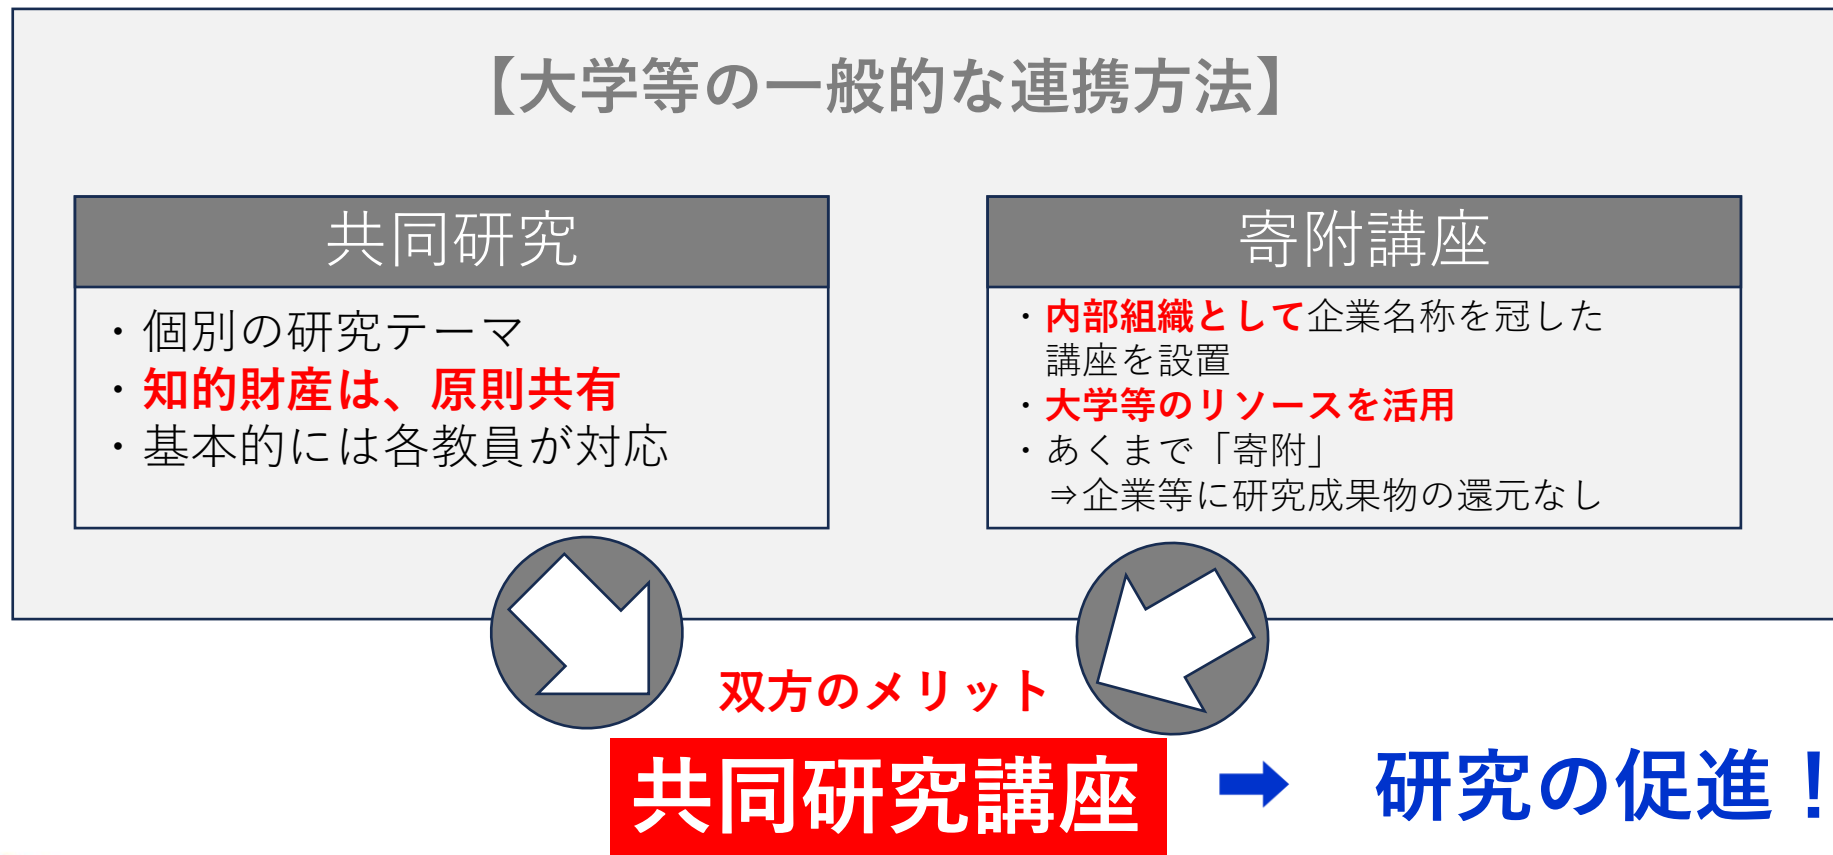 【大学等の一般的な連携方法】
共同研究
・個別の研究テーマ
・知的財産は、原則共有
・基本的には各教員が対応
寄附講座
・内部組織として企業名称を冠した
講座を設置
・大学等のリソースを活用
・あくまで「寄附」
⇒企業等に研究成果物の還元なし
双方のメリット
共同研究講座
研究の促進！